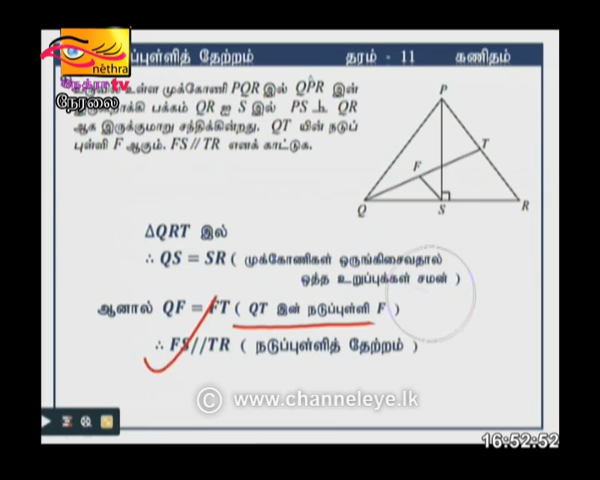 நடுப்புள்ளித் தேற்றம் தரம் - 11 கணிதம்
nethra
tv
நேரலை
உள்ள முக்கோணி PQR இல் QP̂R இன்
பக்கம் QR ஐ S இல் PS ⊥ QR
ஆக இருக்குமாறு சந்திக்கின்றது. QT யின் நடுப்
புள்ளி F ஆகும். FS // TR எனக் காட்டுக.
P
T
F
Q S R
ΔQRT இல்
∴ QS = SR ( முக்கோணிகள் ஒருங்கிசைவதால்
ஒத்த உறுப்புக்கள் சமன் )
ஆனால் QF = FT ( QT இன் நடுப்புள்ளி F )
∴ FS//TR ( நடுப்புள்ளித் தேற்றம் )
© www.channeleye.lk
16:52:52